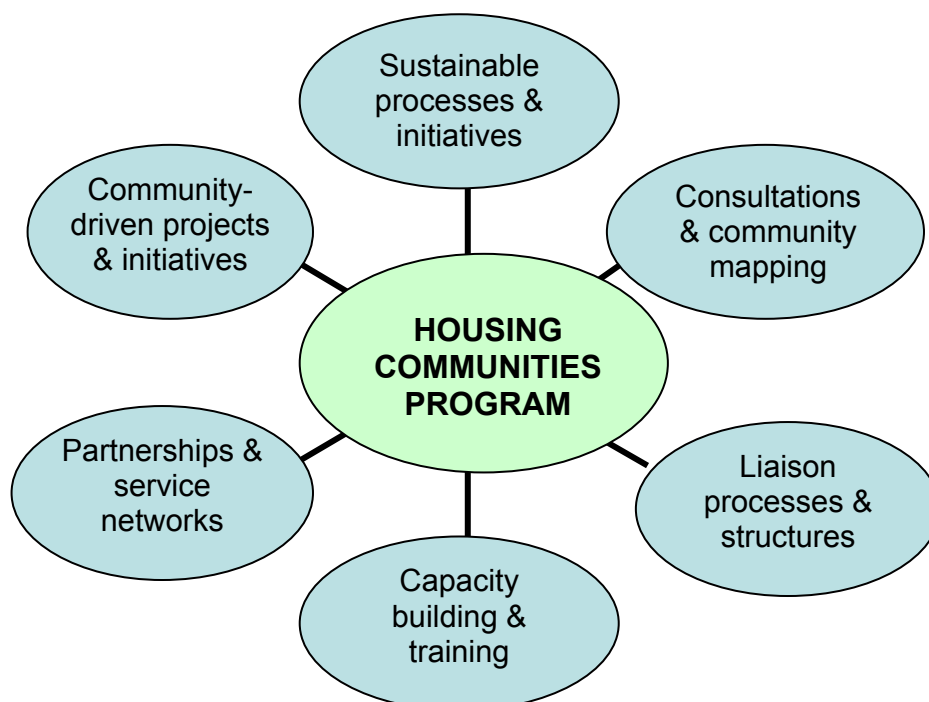 Sustainable
processes &
initiatives
Community-
driven projects
& initiatives
Consultations
& community
mapping
HOUSING
COMMUNITIES
PROGRAM
Partnerships &
service
networks
Liaison
processes &
structures
Capacity
building &
training